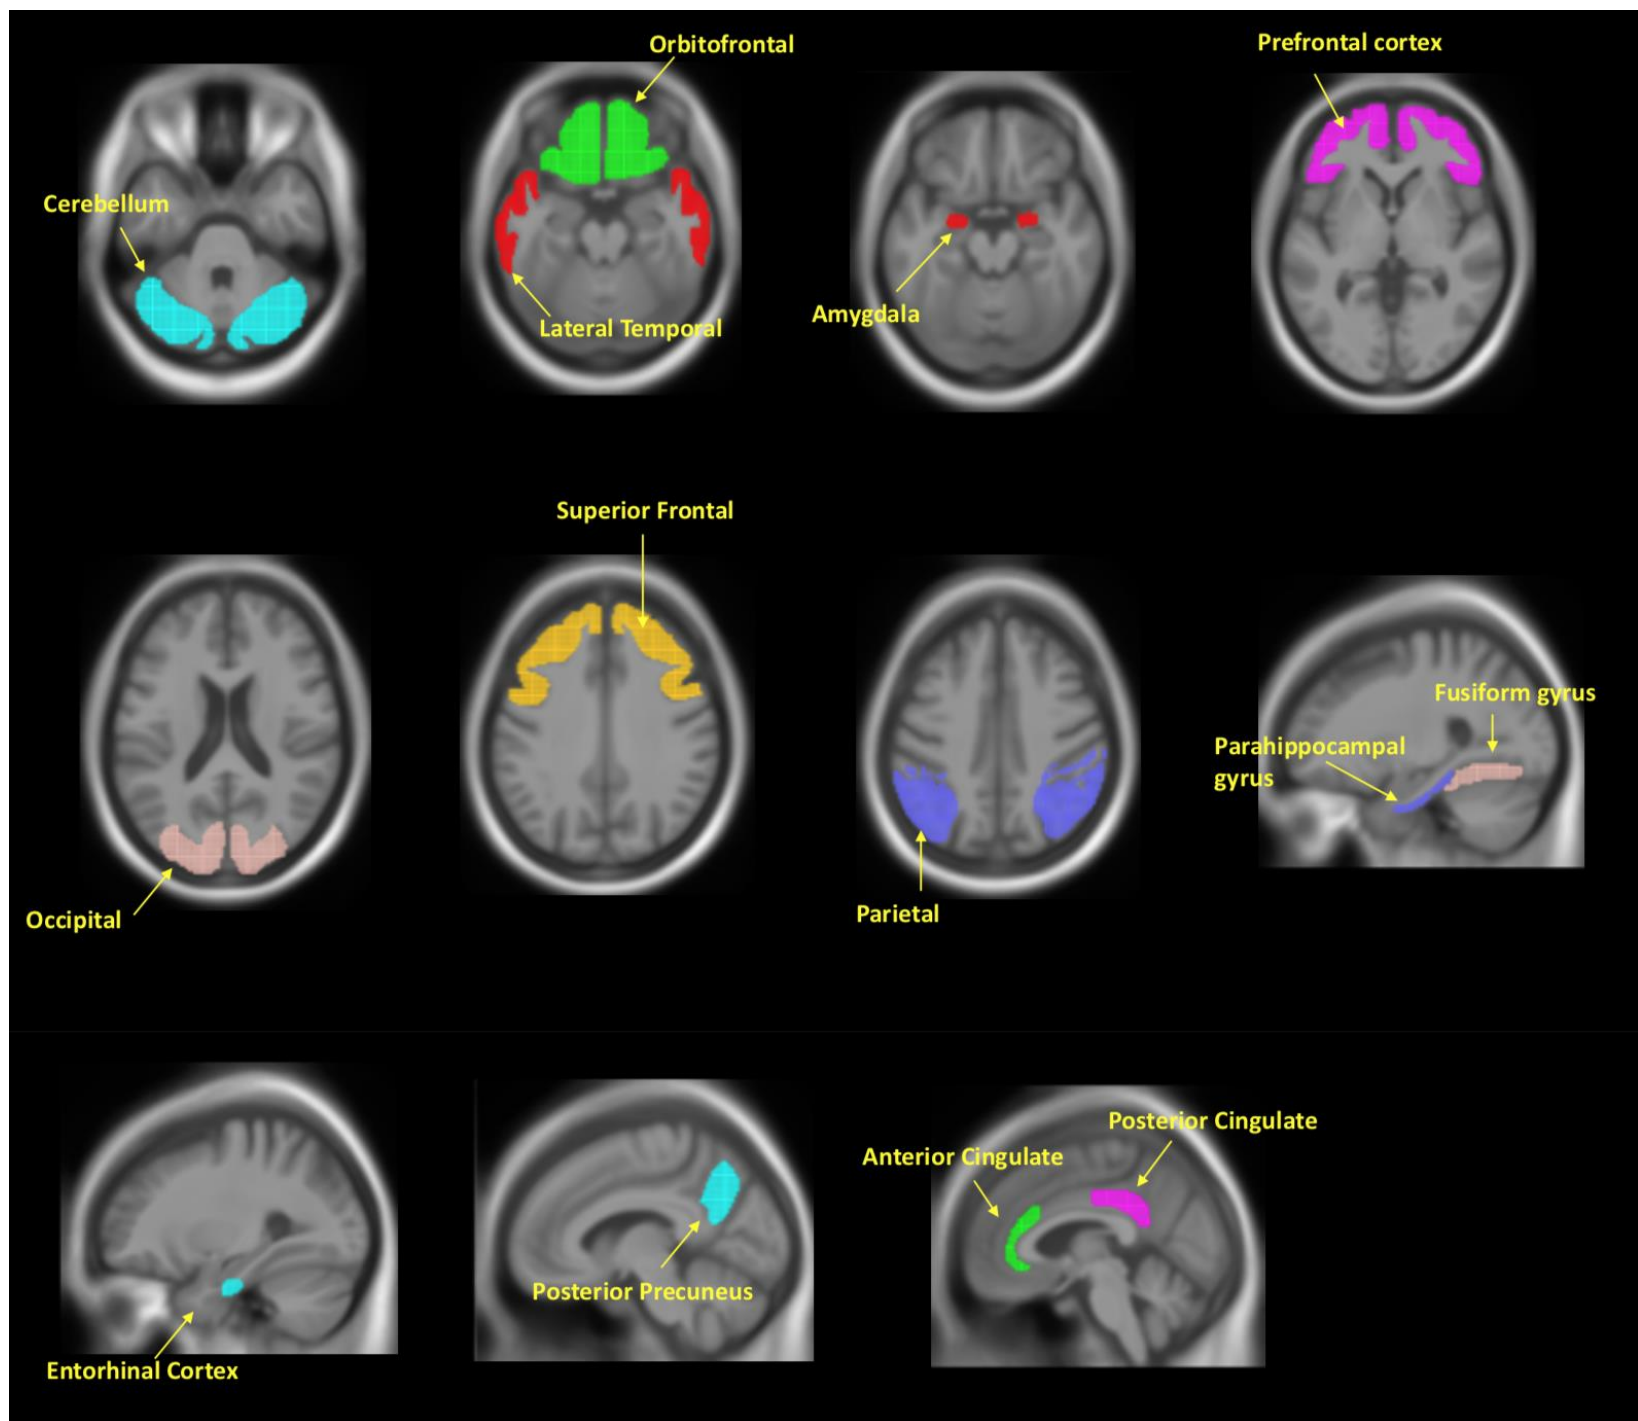 Orbitofrontal
Prefrontal cortex
Cerebellum
Lateral Temporal
Amygdala
Superior Frontal
Fusiform gyrus
Parahippocampal
gyrus
Occipital
Parietal
Posterior Cingulate
Anterior Cingulate
Posterior Precuneus
Entorhinal Cortex